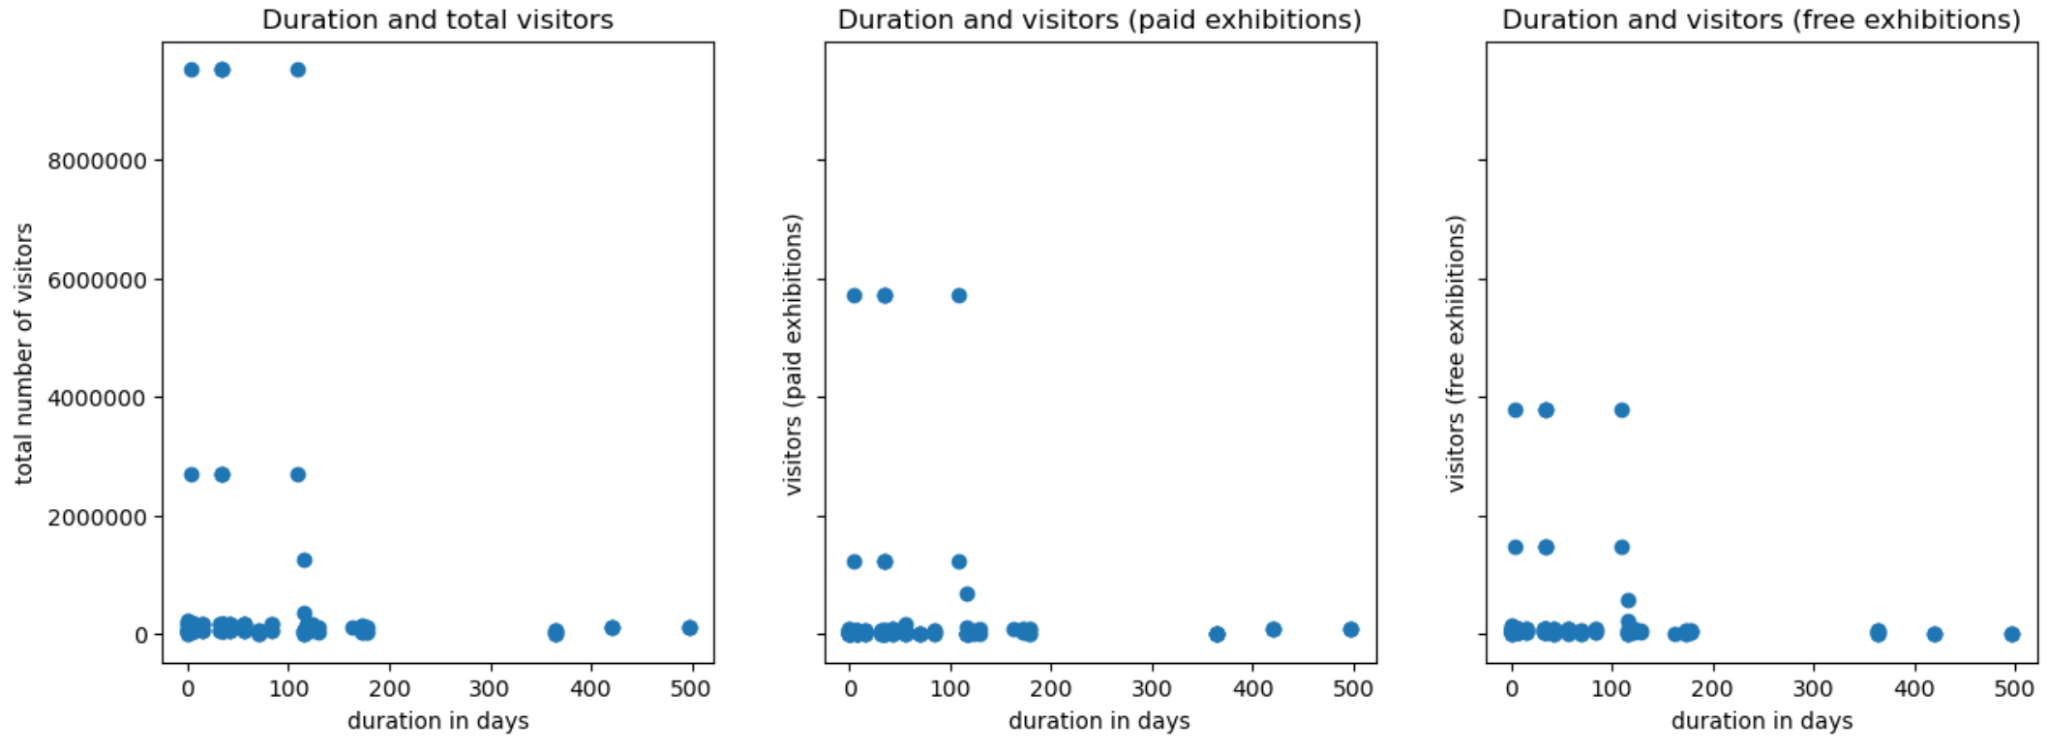 Duration and total visitors
total number of visitors
8000000
6000000
4000000
2000000
0
0 100 200 300 400 500
duration in days
Duration and visitors (paid exhibitions)
visitors (paid exhibitions)
0 100 200 300 400 500
duration in days
Duration and visitors (free exhibitions)
visitors (free exhibitions)
0 100 200 300 400 500
duration in days